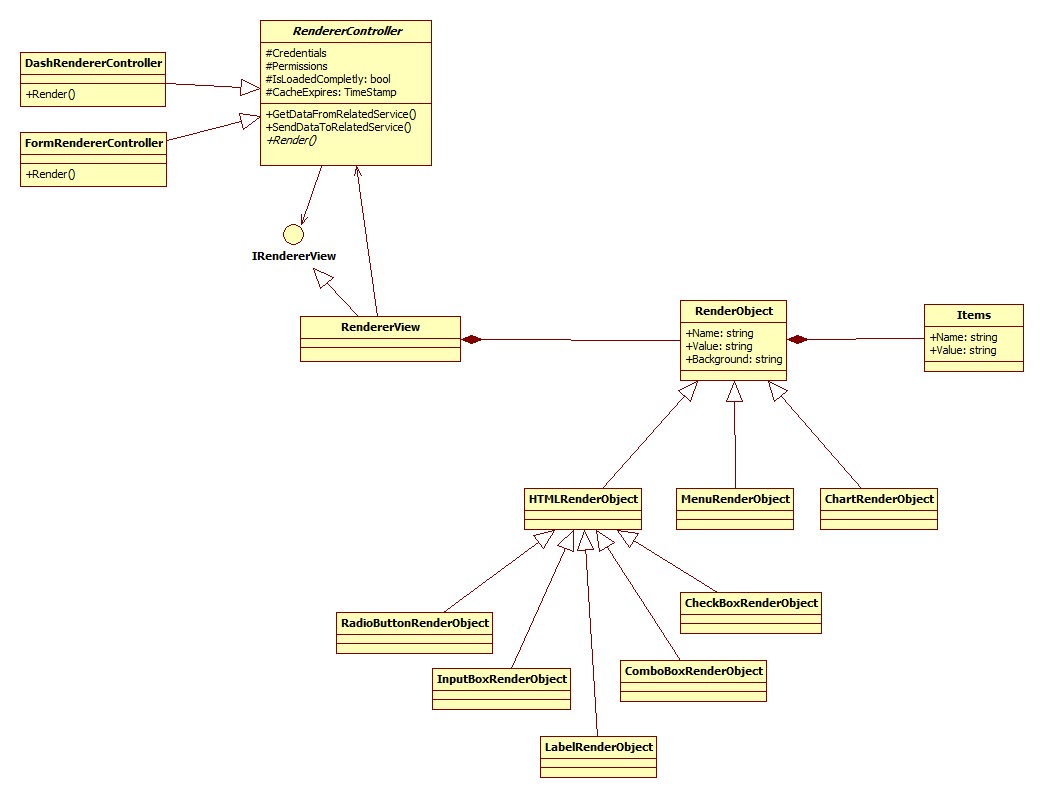 RendererController
#Credentials
#Permissions
#IsLoadedCompletly: bool
#CacheExpires: TimeStamp
+GetDataFromRelatedService()
+SendDataToRelatedService()
+Render()
DashRendererController
+Render()
FormRendererController
+Render()
IRendererView
RendererView
RenderObject
+Name: string
+Value: string
+Background: string
Items
+Name: string
+Value: string
HTMLRenderObject
MenuRenderObject
ChartRenderObject
RadioButtonRenderObject
CheckBoxRenderObject
InputBoxRenderObject
ComboBoxRenderObject
LabelRenderObject